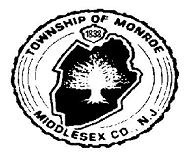 TOWNSHIP OF MONROE
1838
MIDDLESEX CO. N.J.